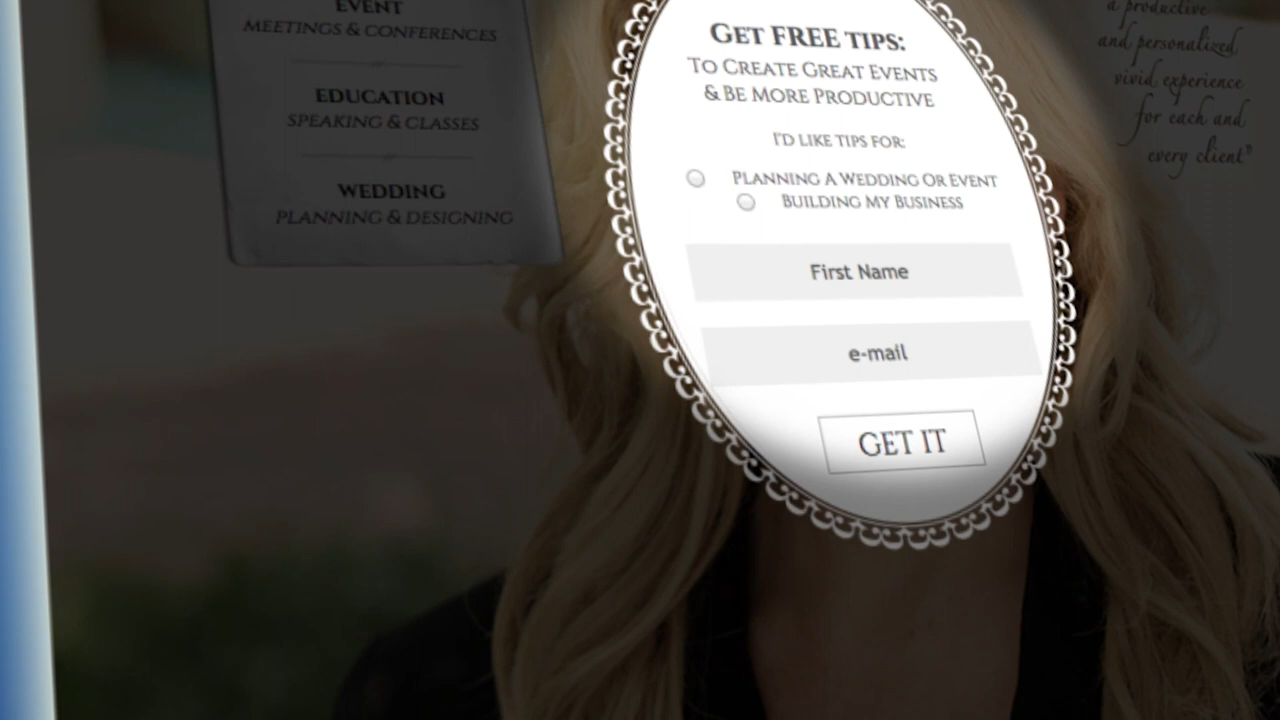 EVENT
MEETINGS & CONFERENCES
EDUCATION
SPEAKING & CLASSES
WEDDING
PLANNING & DESIGNING
GET FREE TIPS:
TO CREATE GREAT EVENTS
& BE MORE PRODUCTIVE
I'D LIKE TIPS FOR:
PLANNING A WEDDING OR EVENT
BUILDING MY BUSINESS
First Name
e-mail
GET IT
a productive
and personalized
vivid experience
for each and
every client"